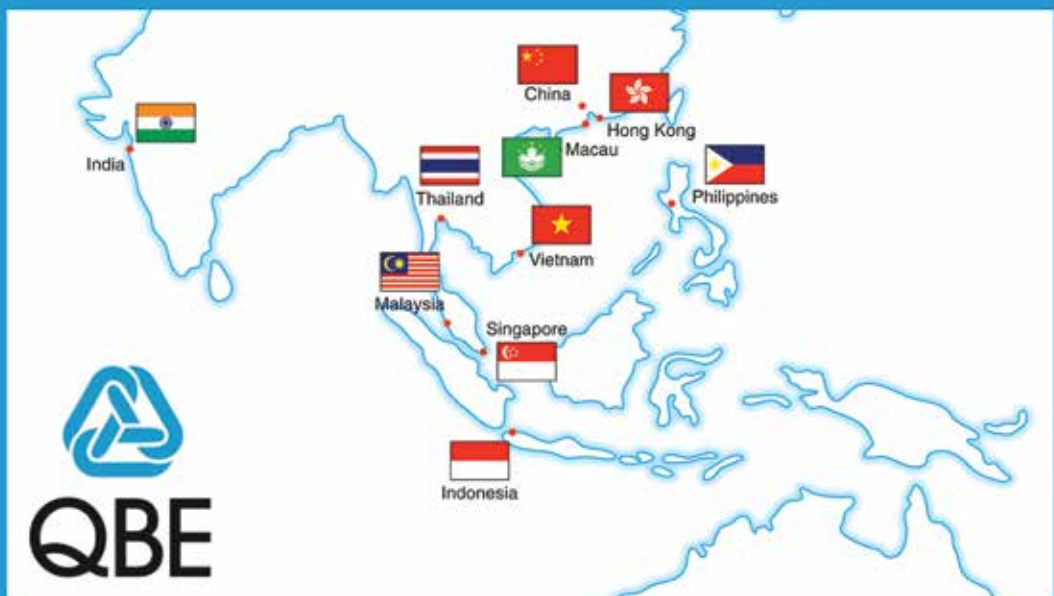 China
Hong Kong
Macau
India
Thailand
Philippines
Vietnam
Malaysia
Singapore
Indonesia
QBE